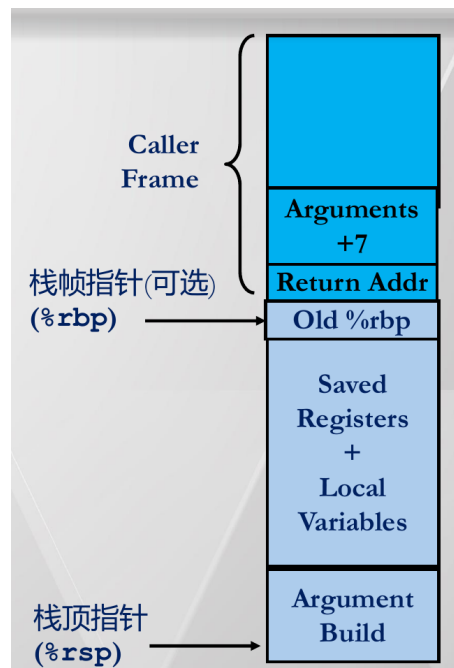 Caller
Frame
Arguments
+7
栈帧指针(可选)
(%rbp)
Return Addr
Old %rbp
Saved
Registers
+
Local
Variables
栈顶指针
(%rsp)
Argument
Build